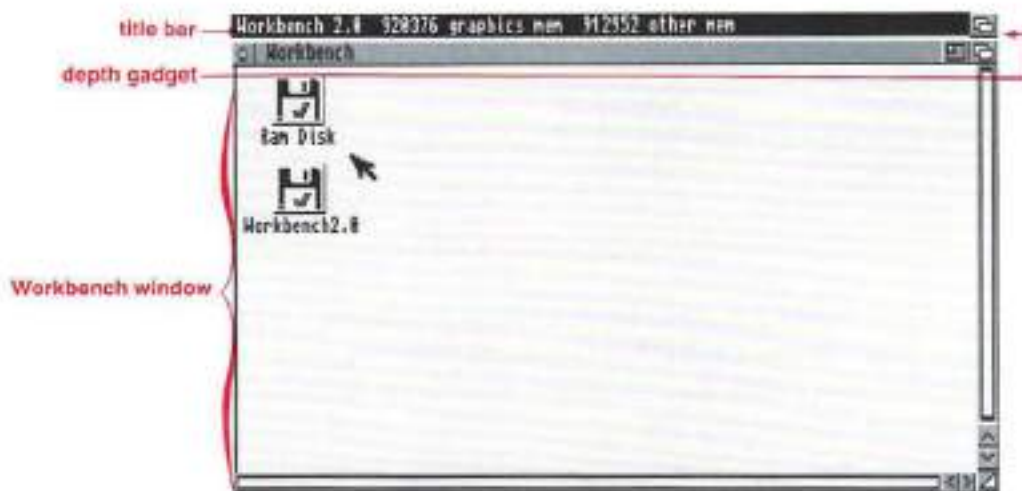 title bar
Workbench 2.0 920376 graphics mem 912952 other mem
Workbench
depth gadget
Ram Disk
Workbench2.0
Workbench window